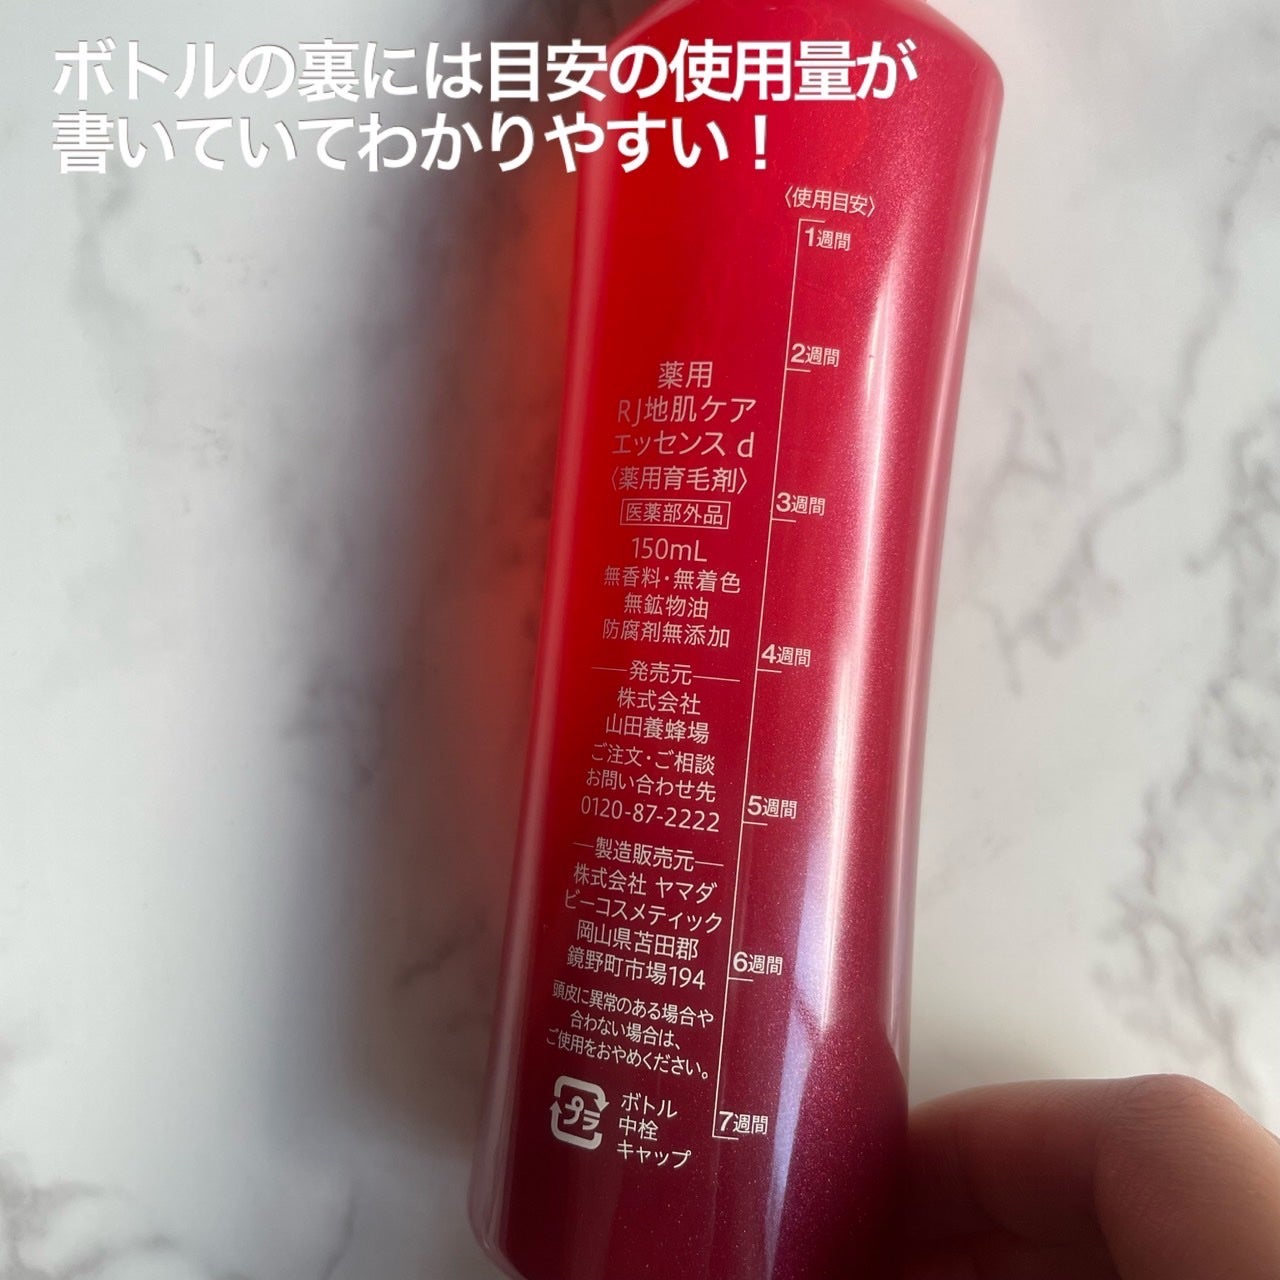 ボトルの裏には目安の使用量が
書いていてわかりやすい！
〈使用目安〉
1週間
2週間
3週間
4週間
5週間
6週間
7週間
薬用
RJ地肌ケア
エッセンス d
〈薬用育毛剤〉
医薬部外品
150mL
無香料・無着色
無鉱物油
防腐剤無添加
発売元
株式会社
山田養蜂場
ご注文・ご相談
お問い合わせ先
0120-87-2222
製造販売元
株式会社 ヤマダ
ビーコスメティック
岡山県苫田郡
鏡野町市場194
頭皮に異常のある場合や
合わない場合は、
ご使用をおやめください。
プラ
ボトル
中栓
キャップ